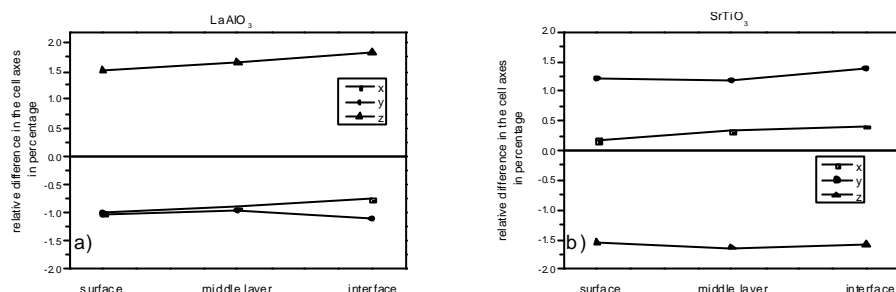 LaAlO3
relative difference in the cell axes
in percentage
2.0
1.5
1.0
0.5
0.0
-0.5
-1.0
-1.5
-2.0
x
y
z
a)
surface
middle layer
interface
SrTiO3
relative difference in the cell axes
in percentage
2.0
1.5
1.0
0.5
0.0
-0.5
-1.0
-1.5
-2.0
x
y
z
b)
surface
middle layer
interface